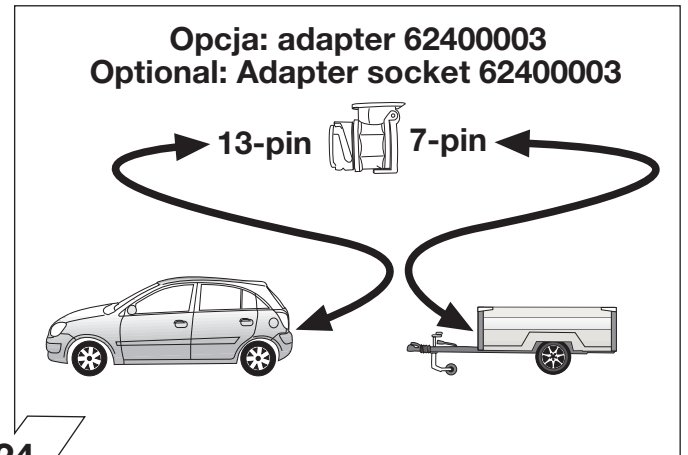 Opcja: adapter 62400003
Optional: Adapter socket 62400003
13-pin 7-pin